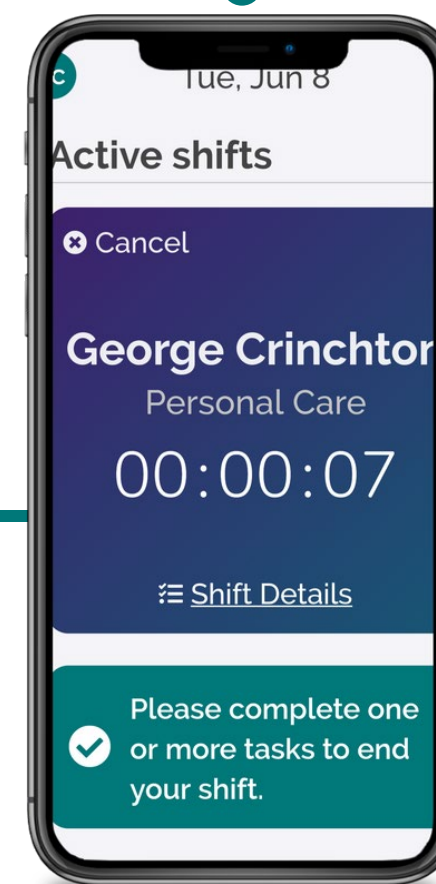 C
Tue, Jun 8
Active shifts
Cancel
George Crinchton
Personal Care
00:00:07
Shift Details
Please complete one
or more tasks to end
your shift.